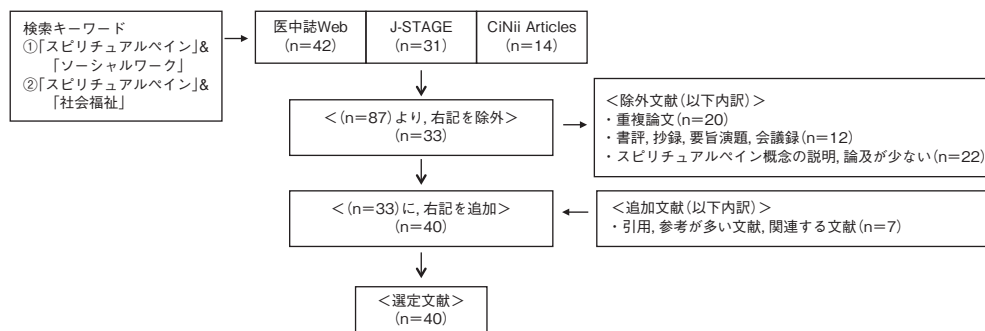 検索キーワード
①「スピリチュアルペイン」&
「ソーシャルワーク」
②「スピリチュアルペイン」&
「社会福祉」
医中誌Web
(n=42)
J-STAGE
(n=31)
CiNii Articles
(n=14)
＜(n=87)より, 右記を除外＞
(n=33)
＜除外文献(以下内訳)＞
・重複論文(n=20)
・書評, 抄録, 要旨演題, 会議録(n=12)
・スピリチュアルペイン概念の説明, 論及が少ない(n=22)
＜(n=33)に, 右記を追加＞
(n=40)
＜追加文献(以下内訳)＞
・引用, 参考が多い文献, 関連する文献(n=7)
＜選定文献＞
(n=40)